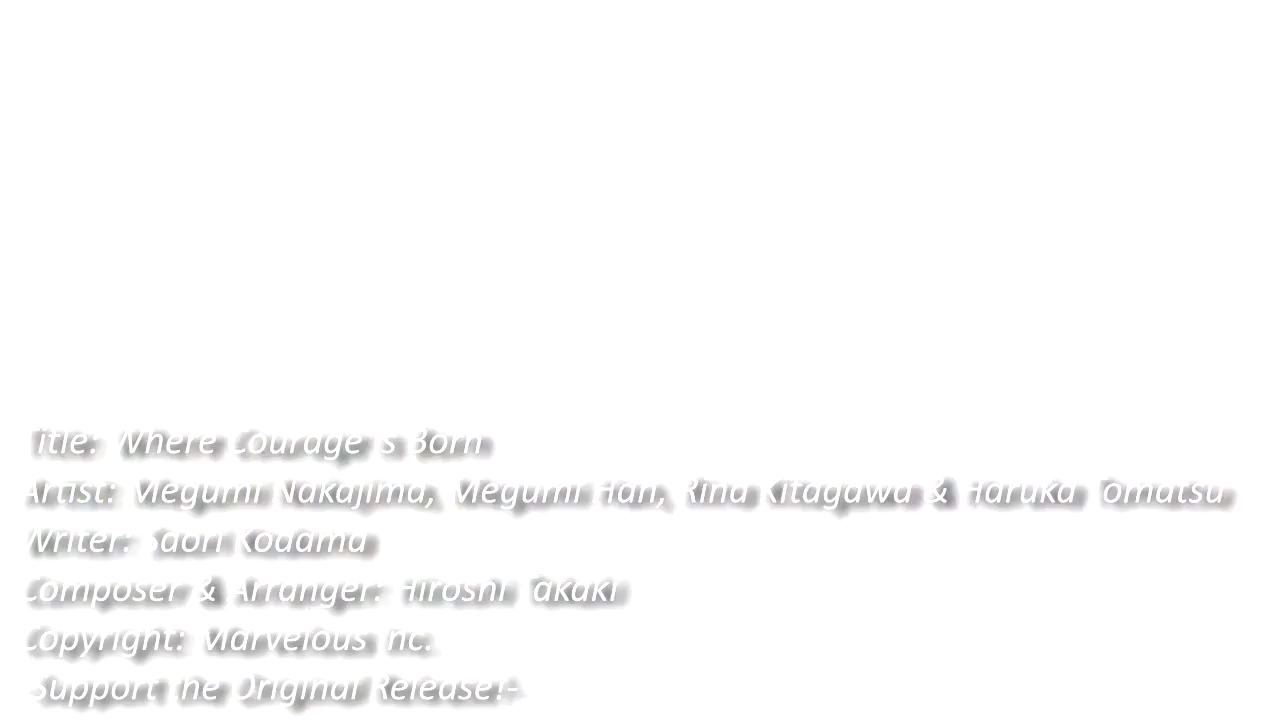 Title: Where Courage is Born
Artist: Megumi Nakajima, Megumi Han, Rina Kitagawa & Haruka Tomatsu
Writer: Saori Kodama
Composer & Arranger: Hiroshi Takaki
Copyright: Marvelous Inc.
-Support the Original Release!-